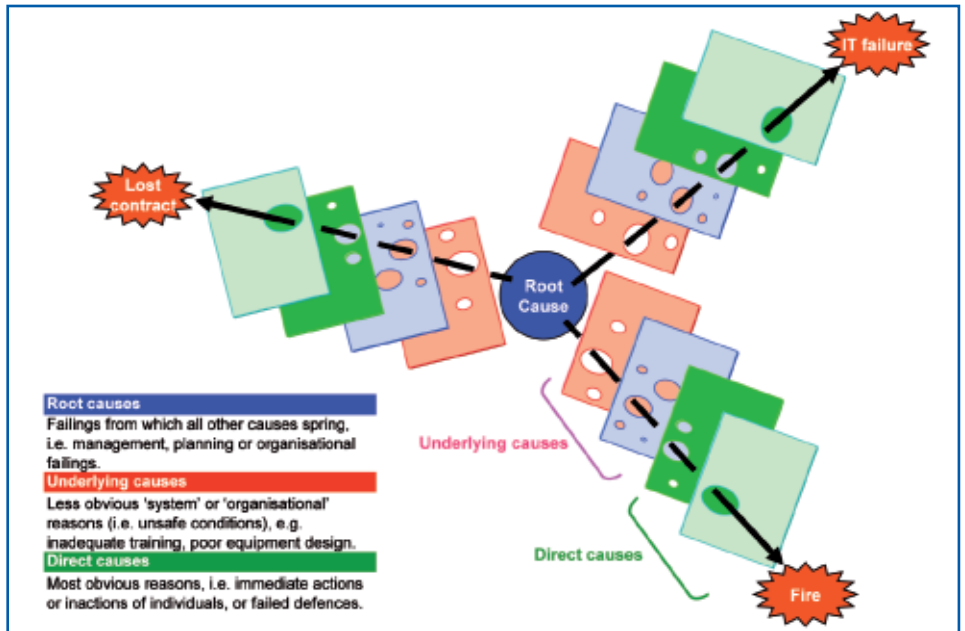 IT failure
Lost
contract
Root
Cause
Root causes
Failings from which all other causes spring,
i.e. management, planning or organisational
failings.
Underlying causes
Less obvious ‘system’ or ‘organisational’
reasons (i.e. unsafe conditions), e.g.
inadequate training, poor equipment design.
Direct causes
Most obvious reasons, i.e. immediate actions
or inactions of individuals, or failed defences.
Underlying causes
Direct causes
Fire